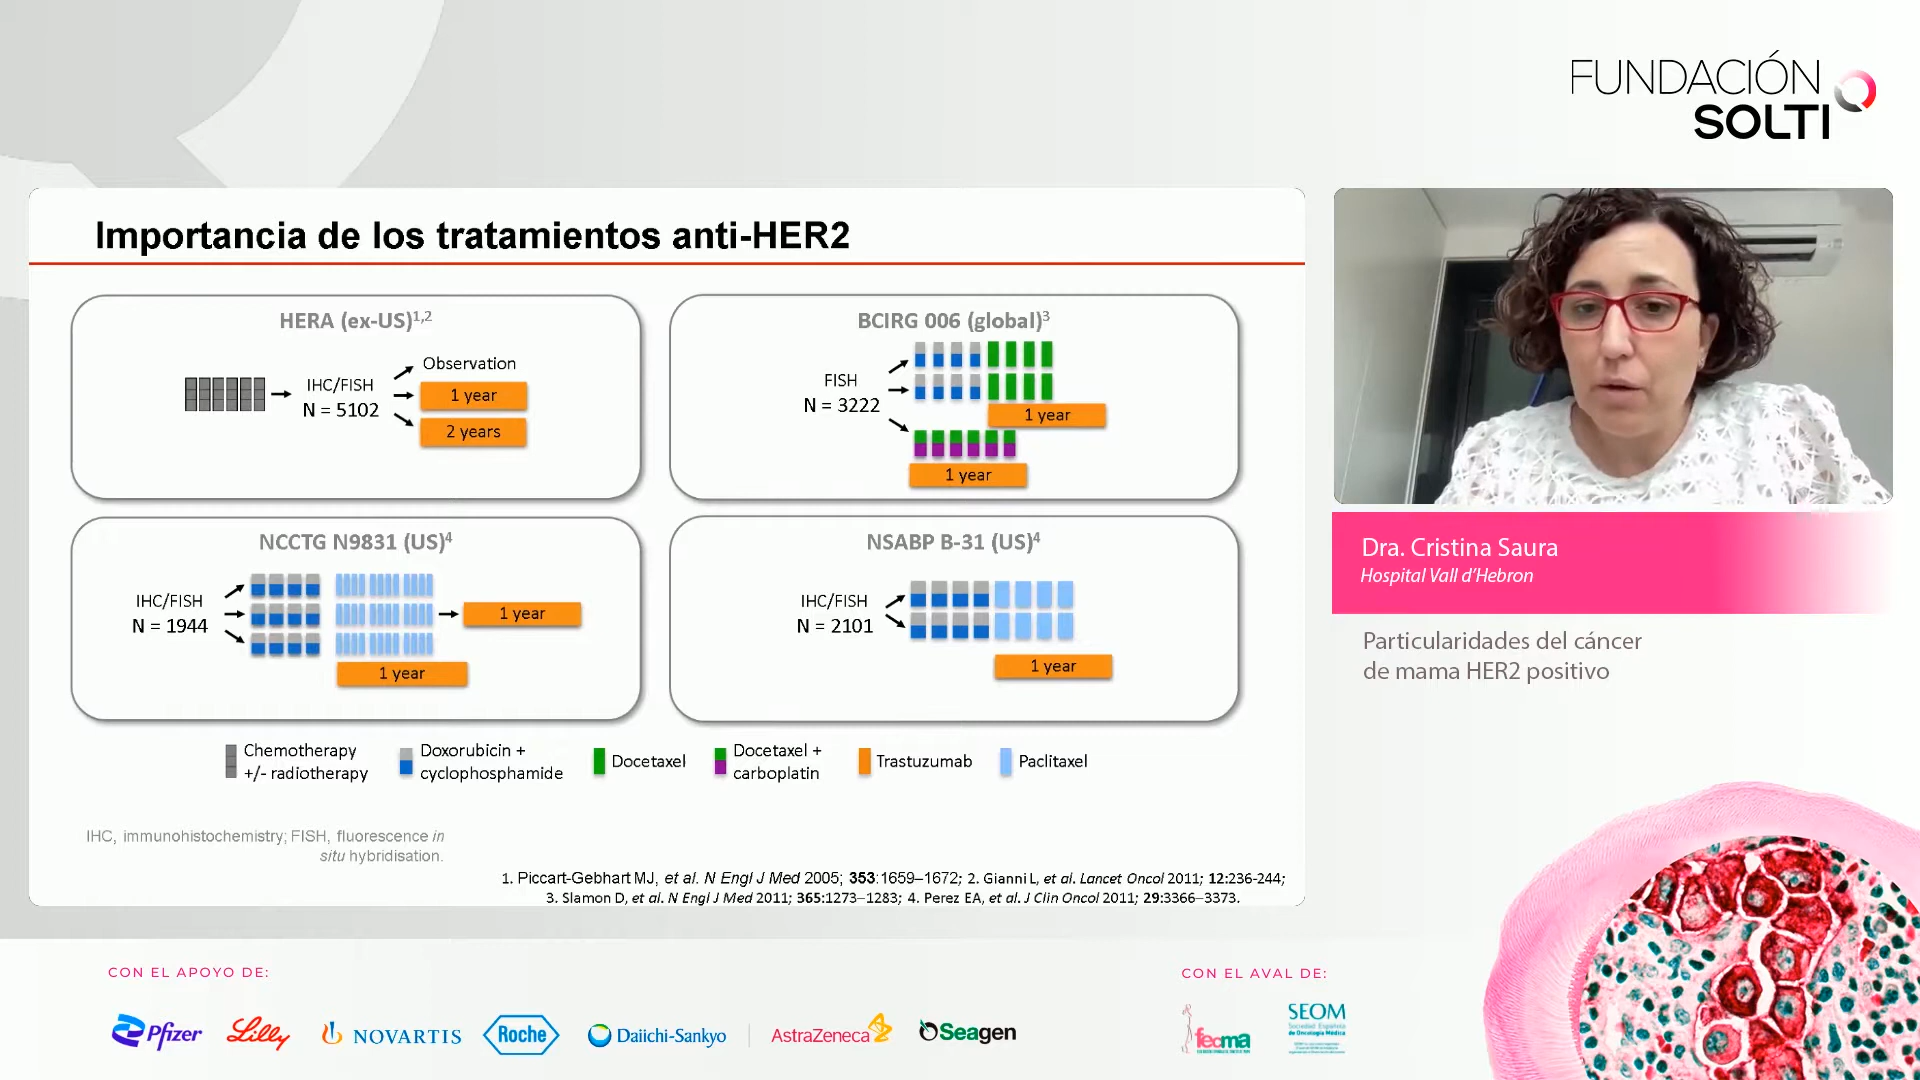 FUNDACIÓN
SOLTI
Importancia de los tratamientos anti-HER2
HERA (ex-US)1,2
IHC/FISH
N = 5102
Observation
1 year
2 years
BCIRG 006 (global)3
FISH
N = 3222
1 year
1 year
NCCTG N9831 (US)4
IHC/FISH
N = 1944
1 year
1 year
NSABP B-31 (US)4
IHC/FISH
N = 2101
1 year
Chemotherapy
+/- radiotherapy
Doxorubicin +
cyclophosphamide
Docetaxel
Docetaxel +
carboplatin
Trastuzumab
Paclitaxel
IHC, immunohistochemistry; FISH, fluorescence in
situ hybridisation.
1. Piccart-Gebhart MJ, et al. N Engl J Med 2005; 353:1659–1672; 2. Gianni L, et al. Lancet Oncol 2011; 12:236-244;
3. Slamon D, et al. N Engl J Med 2011; 365:1273–1283; 4. Perez EA, et al. J Clin Oncol 2011; 29:3366–3373.
Dra. Cristina Saura
Hospital Vall d'Hebron
Particularidades del cáncer
de mama HER2 positivo
CON EL APOYO DE:
Pfizer
Lilly
NOVARTIS
Roche
Daiichi-Sankyo
AstraZeneca
Seagen
CON EL AVAL DE:
fecma
SEOM
Sociedad Española
de Oncología Médica